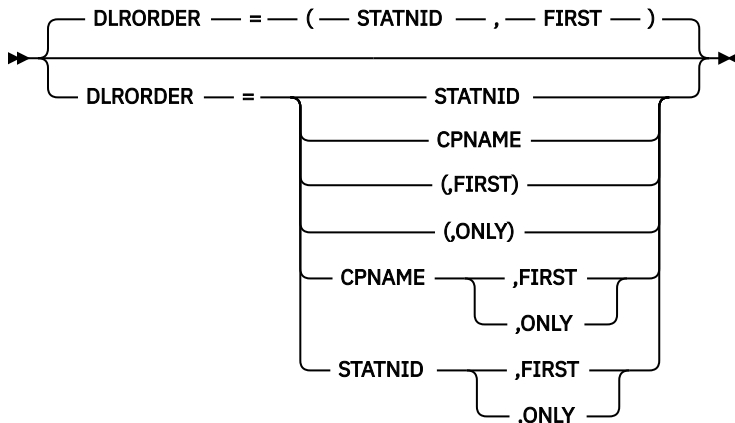 DLRORDER = ( STATNID , FIRST )
DLRORDER = STATNID
CPNAME
(,FIRST)
(,ONLY)
CPNAME ,FIRST
,ONLY
STATNID ,FIRST
,ONLY